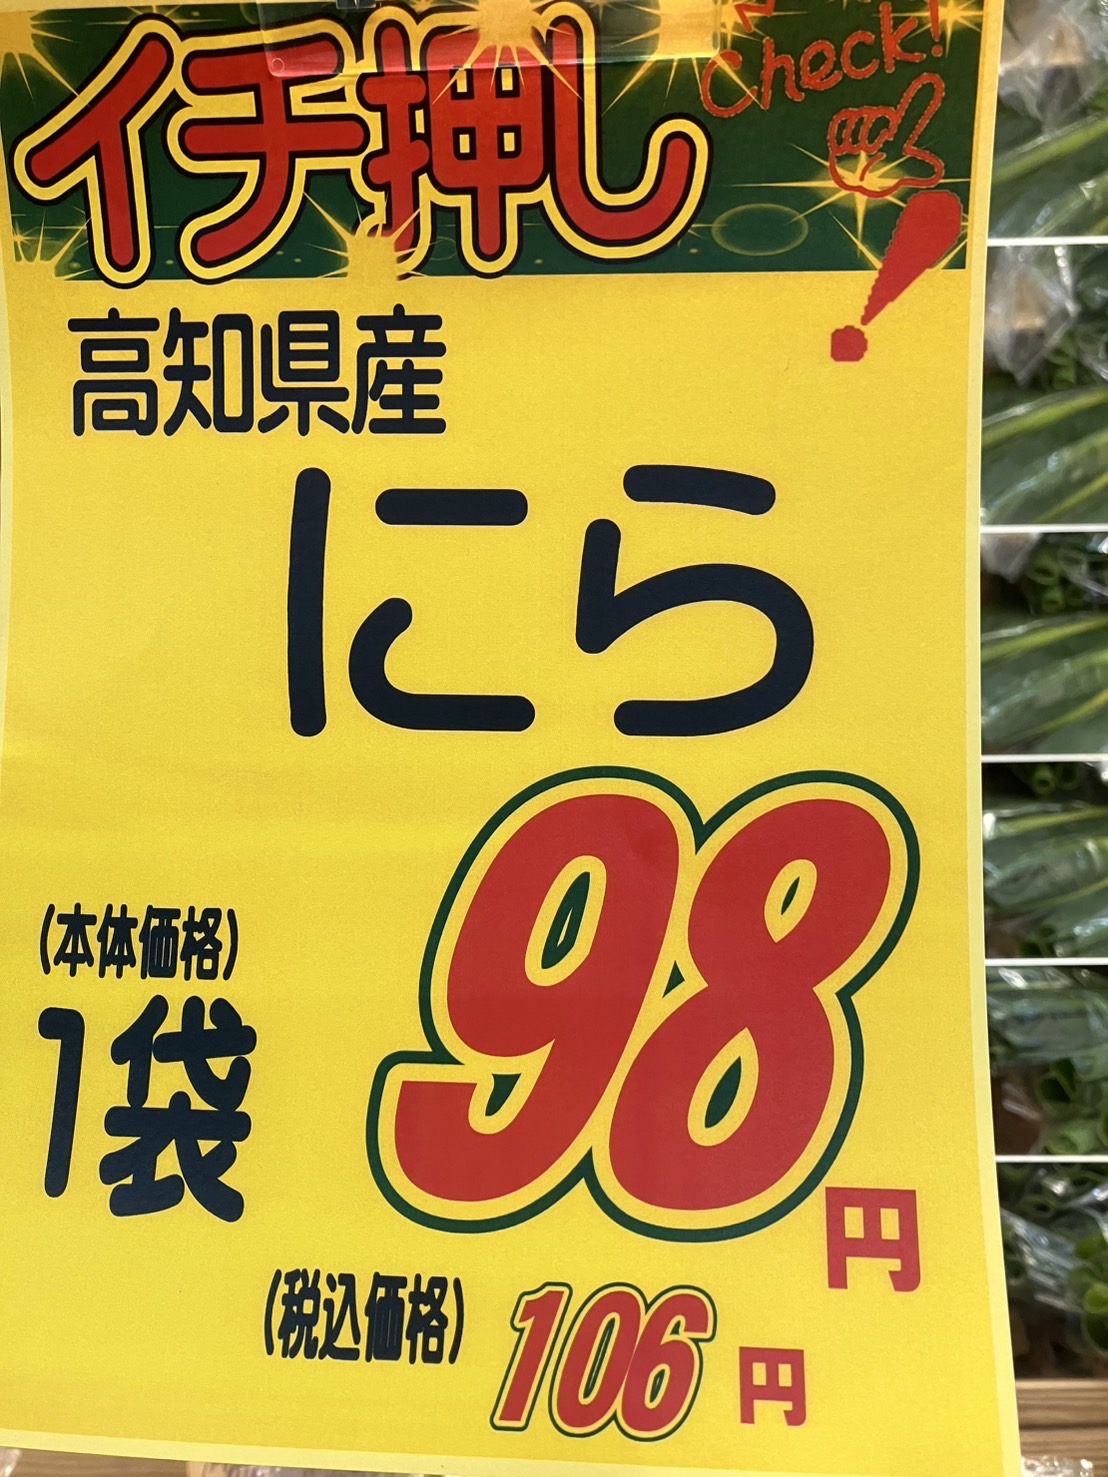 イチ押し
Check!
高知県産
にら
(本体価格)
1袋
98円
(税込価格) 106円